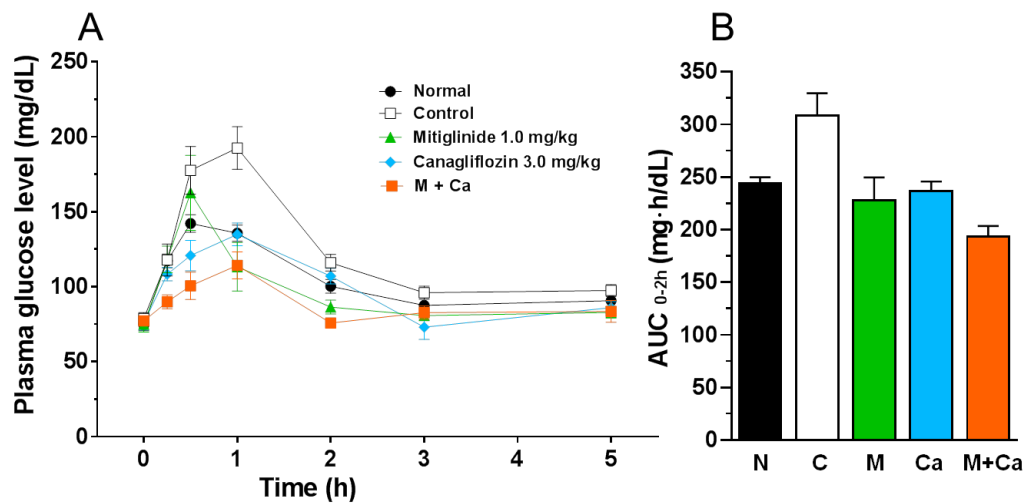 A
Plasma glucose level (mg/dL)
250
200
150
100
50
0
0 1 2 3 4 5
Time (h)
Normal
Control
Mitiglinide 1.0 mg/kg
Canagliflozin 3.0 mg/kg
M + Ca
B
AUC 0-2h (mg·h/dL)
350
300
250
200
150
100
50
0
N C M Ca M+Ca